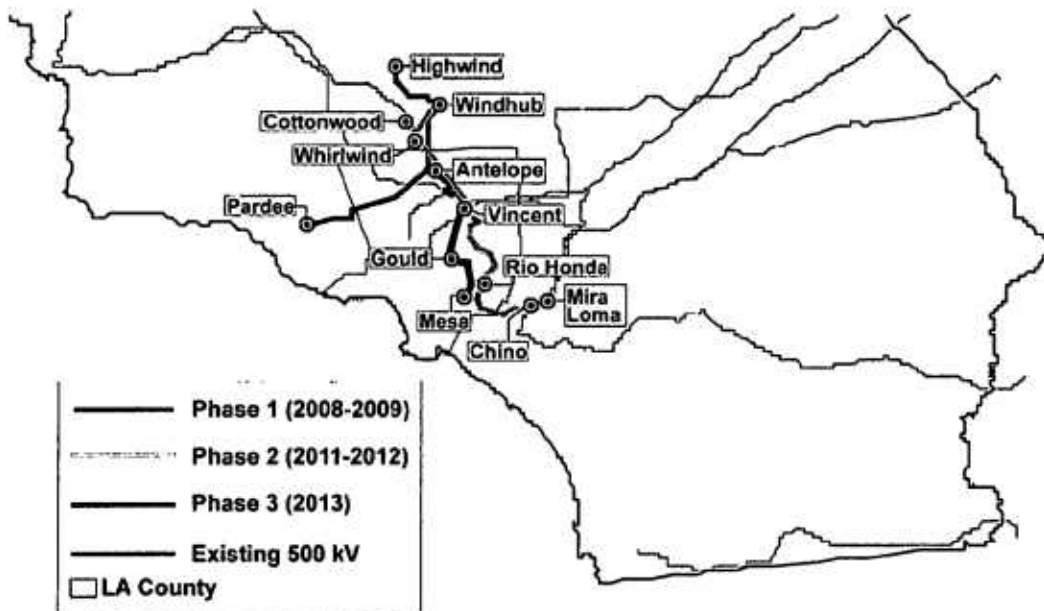 Highwind
Windhub
Cottonwood
Whirlwind
Antelope
Pardee
Vincent
Gould
Rio Honda
Mesa
Mira
Loma
Chino
Phase 1 (2008-2009)
Phase 2 (2011-2012)
Phase 3 (2013)
Existing 500 kV
LA County